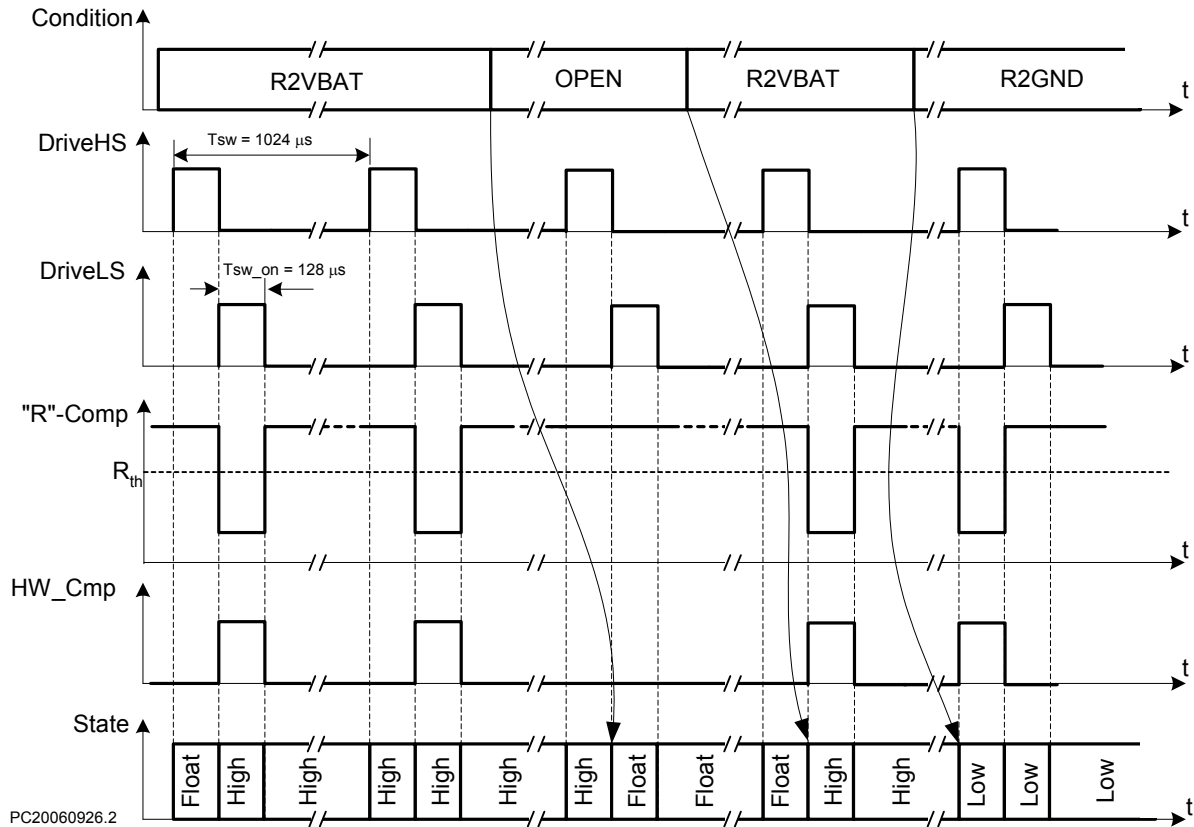 Condition
R2VBAT OPEN R2VBAT R2GND
t
DriveHS
Tsw = 1024 μs
t
DriveLS
Tsw_on = 128 μs
t
"R"-Comp
Rth
t
HW_Cmp
t
State
Float High High High High High High Float Float Float High High Low Low Low
t
PC20060926.2